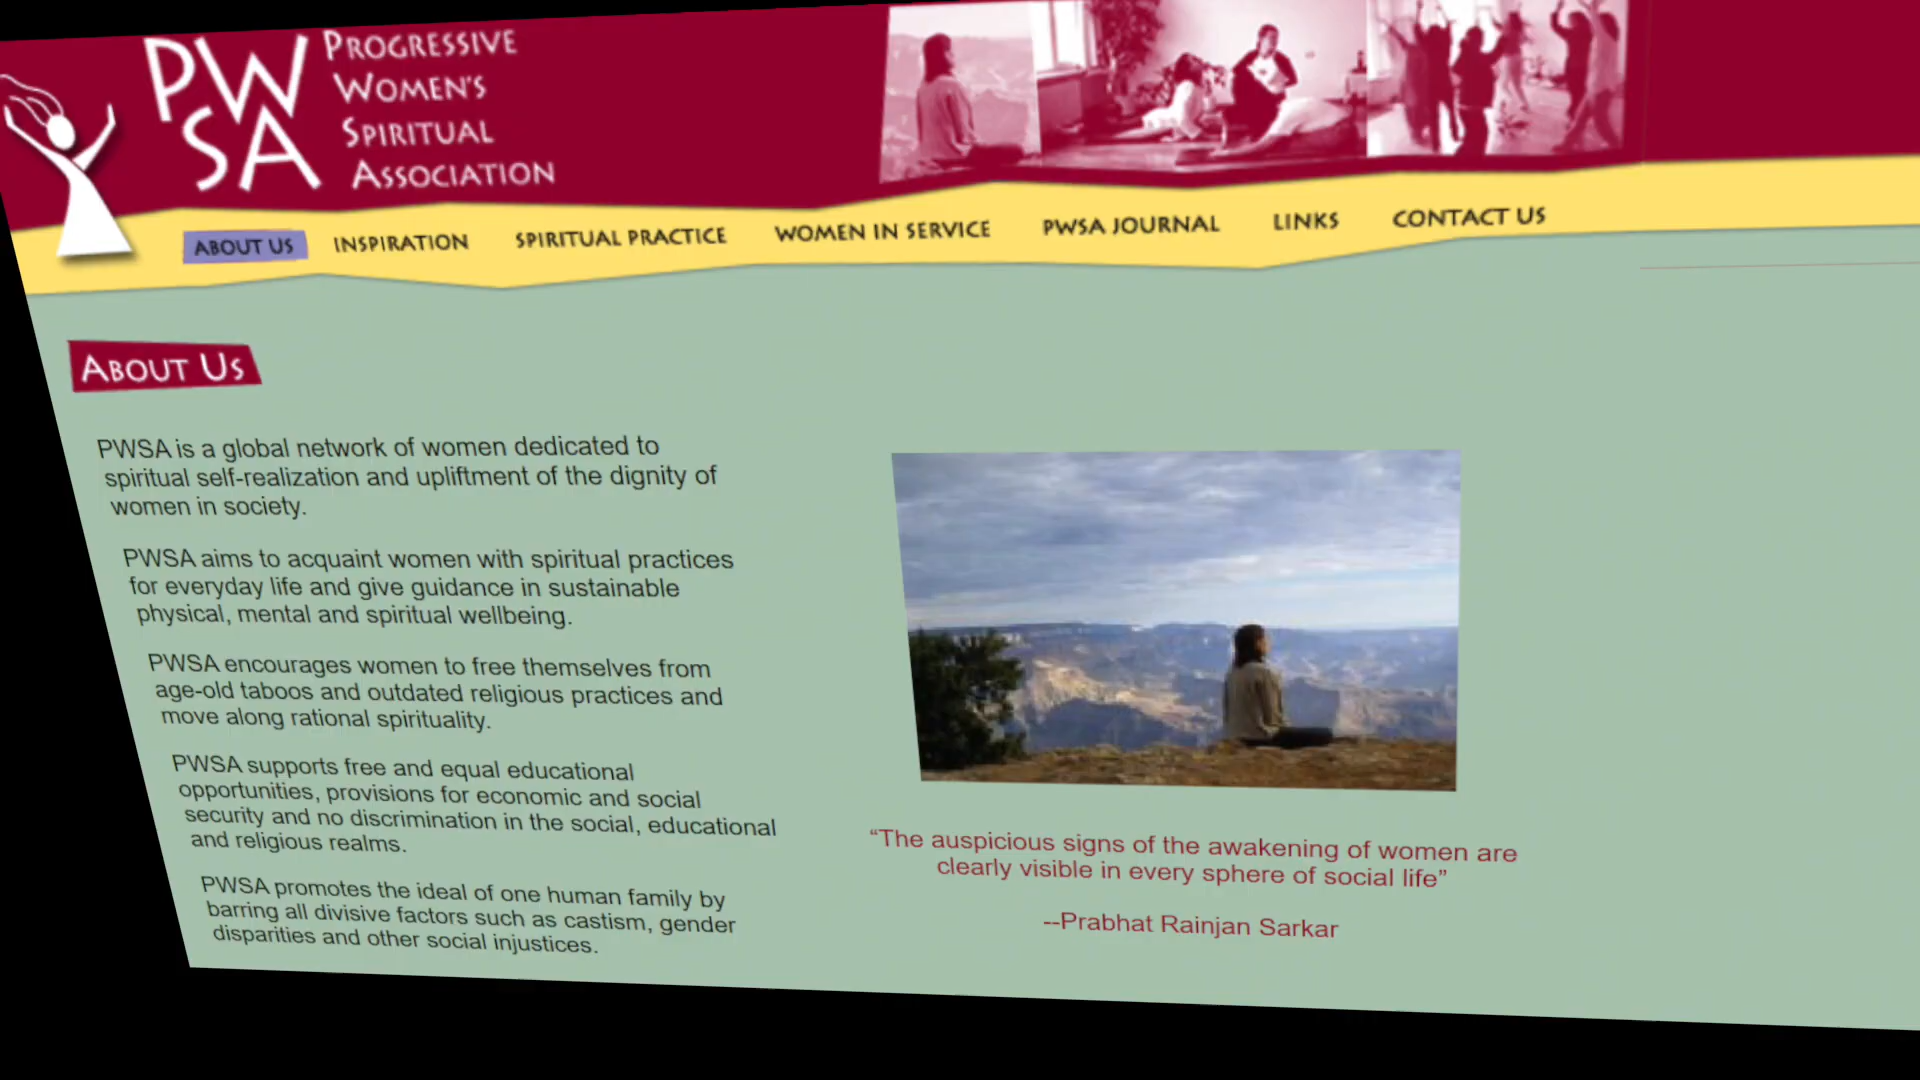 PW
SA
PROGRESSIVE
WOMEN'S
SPIRITUAL
ASSOCIATION
ABOUT US
INSPIRATION
SPIRITUAL PRACTICE
WOMEN IN SERVICE
PWSA JOURNAL
LINKS
CONTACT US
ABOUT US
PWSA is a global network of women dedicated to
spiritual self-realization and upliftment of the dignity of
women in society.
PWSA aims to acquaint women with spiritual practices
for everyday life and give guidance in sustainable
physical, mental and spiritual wellbeing.
PWSA encourages women to free themselves from
age-old taboos and outdated religious practices and
move along rational spirituality.
PWSA supports free and equal educational
opportunities, provisions for economic and social
security and no discrimination in the social, educational
and religious realms.
PWSA promotes the ideal of one human family by
barring all divisive factors such as castism, gender
disparities and other social injustices.
“The auspicious signs of the awakening of women are
clearly visible in every sphere of social life”
--Prabhat Rainjan Sarkar